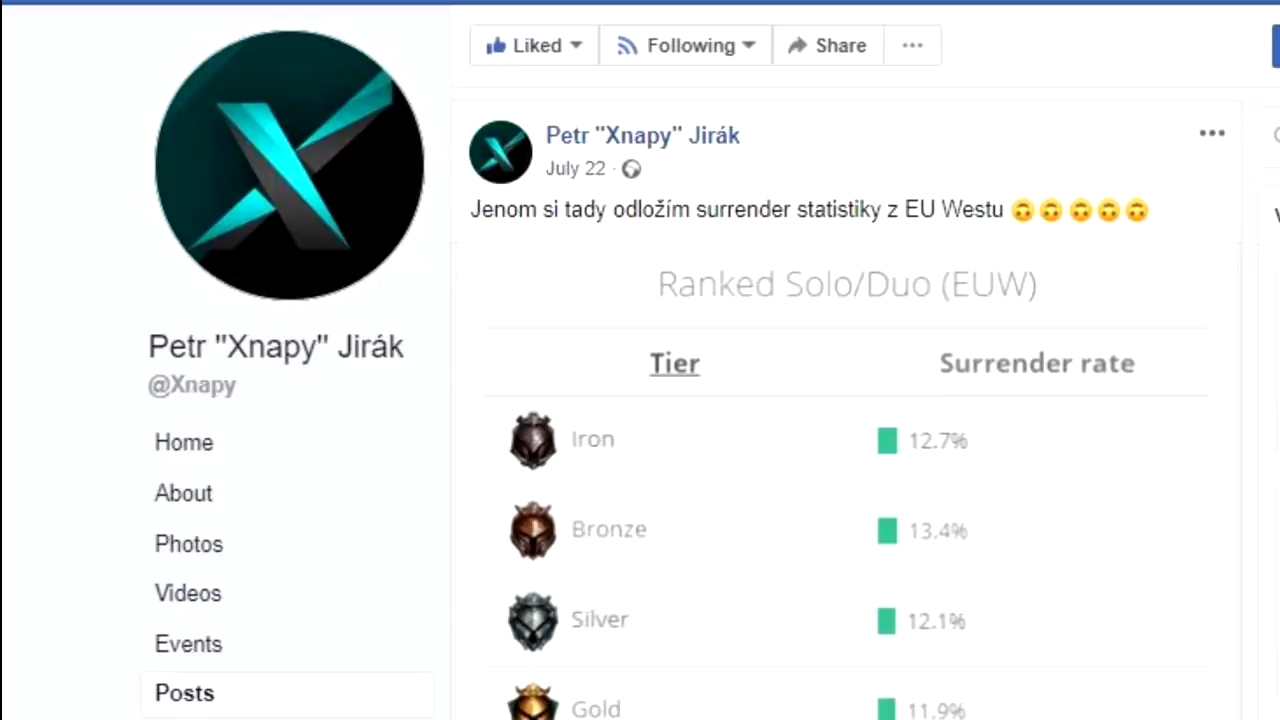 Liked
Following
Share
Petr "Xnapy" Jirák
July 22 ·
Jenom si tady odložím surrender statistiky z EU Westu 🙃🙃🙃🙃🙃
Ranked Solo/Duo (EUW)
Tier Surrender rate
Iron 12.7%
Bronze 13.4%
Silver 12.1%
Gold 11.9%
Petr "Xnapy" Jirák
@Xnapy
Home
About
Photos
Videos
Events
Posts